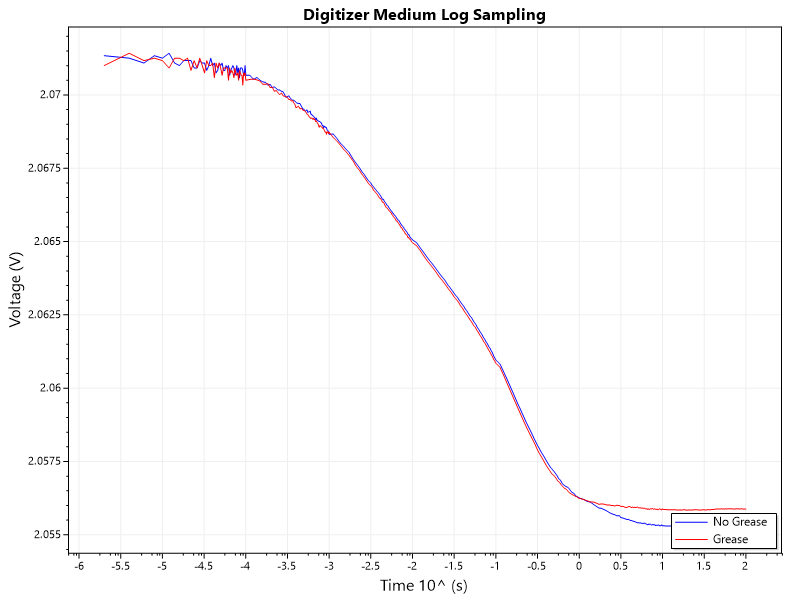 Digitizer Medium Log Sampling
Voltage (V)
2.07
2.0675
2.065
2.0625
2.06
2.0575
2.055
-6 -5.5 -5 -4.5 -4 -3.5 -3 -2.5 -2 -1.5 -1 -0.5 0 0.5 1 1.5 2
Time 10^ (s)
No Grease
Grease